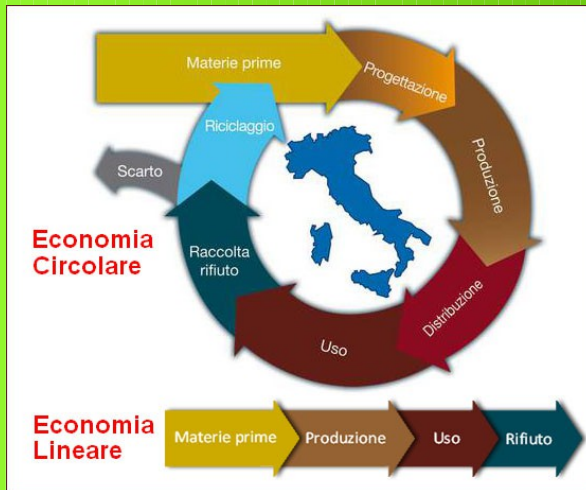 Materie prime
Progettazione
Produzione
Distribuzione
Uso
Raccolta
rifiuto
Riciclaggio
Scarto
Economia
Circolare
Economia
Lineare
Materie prime
Produzione
Uso
Rifiuto